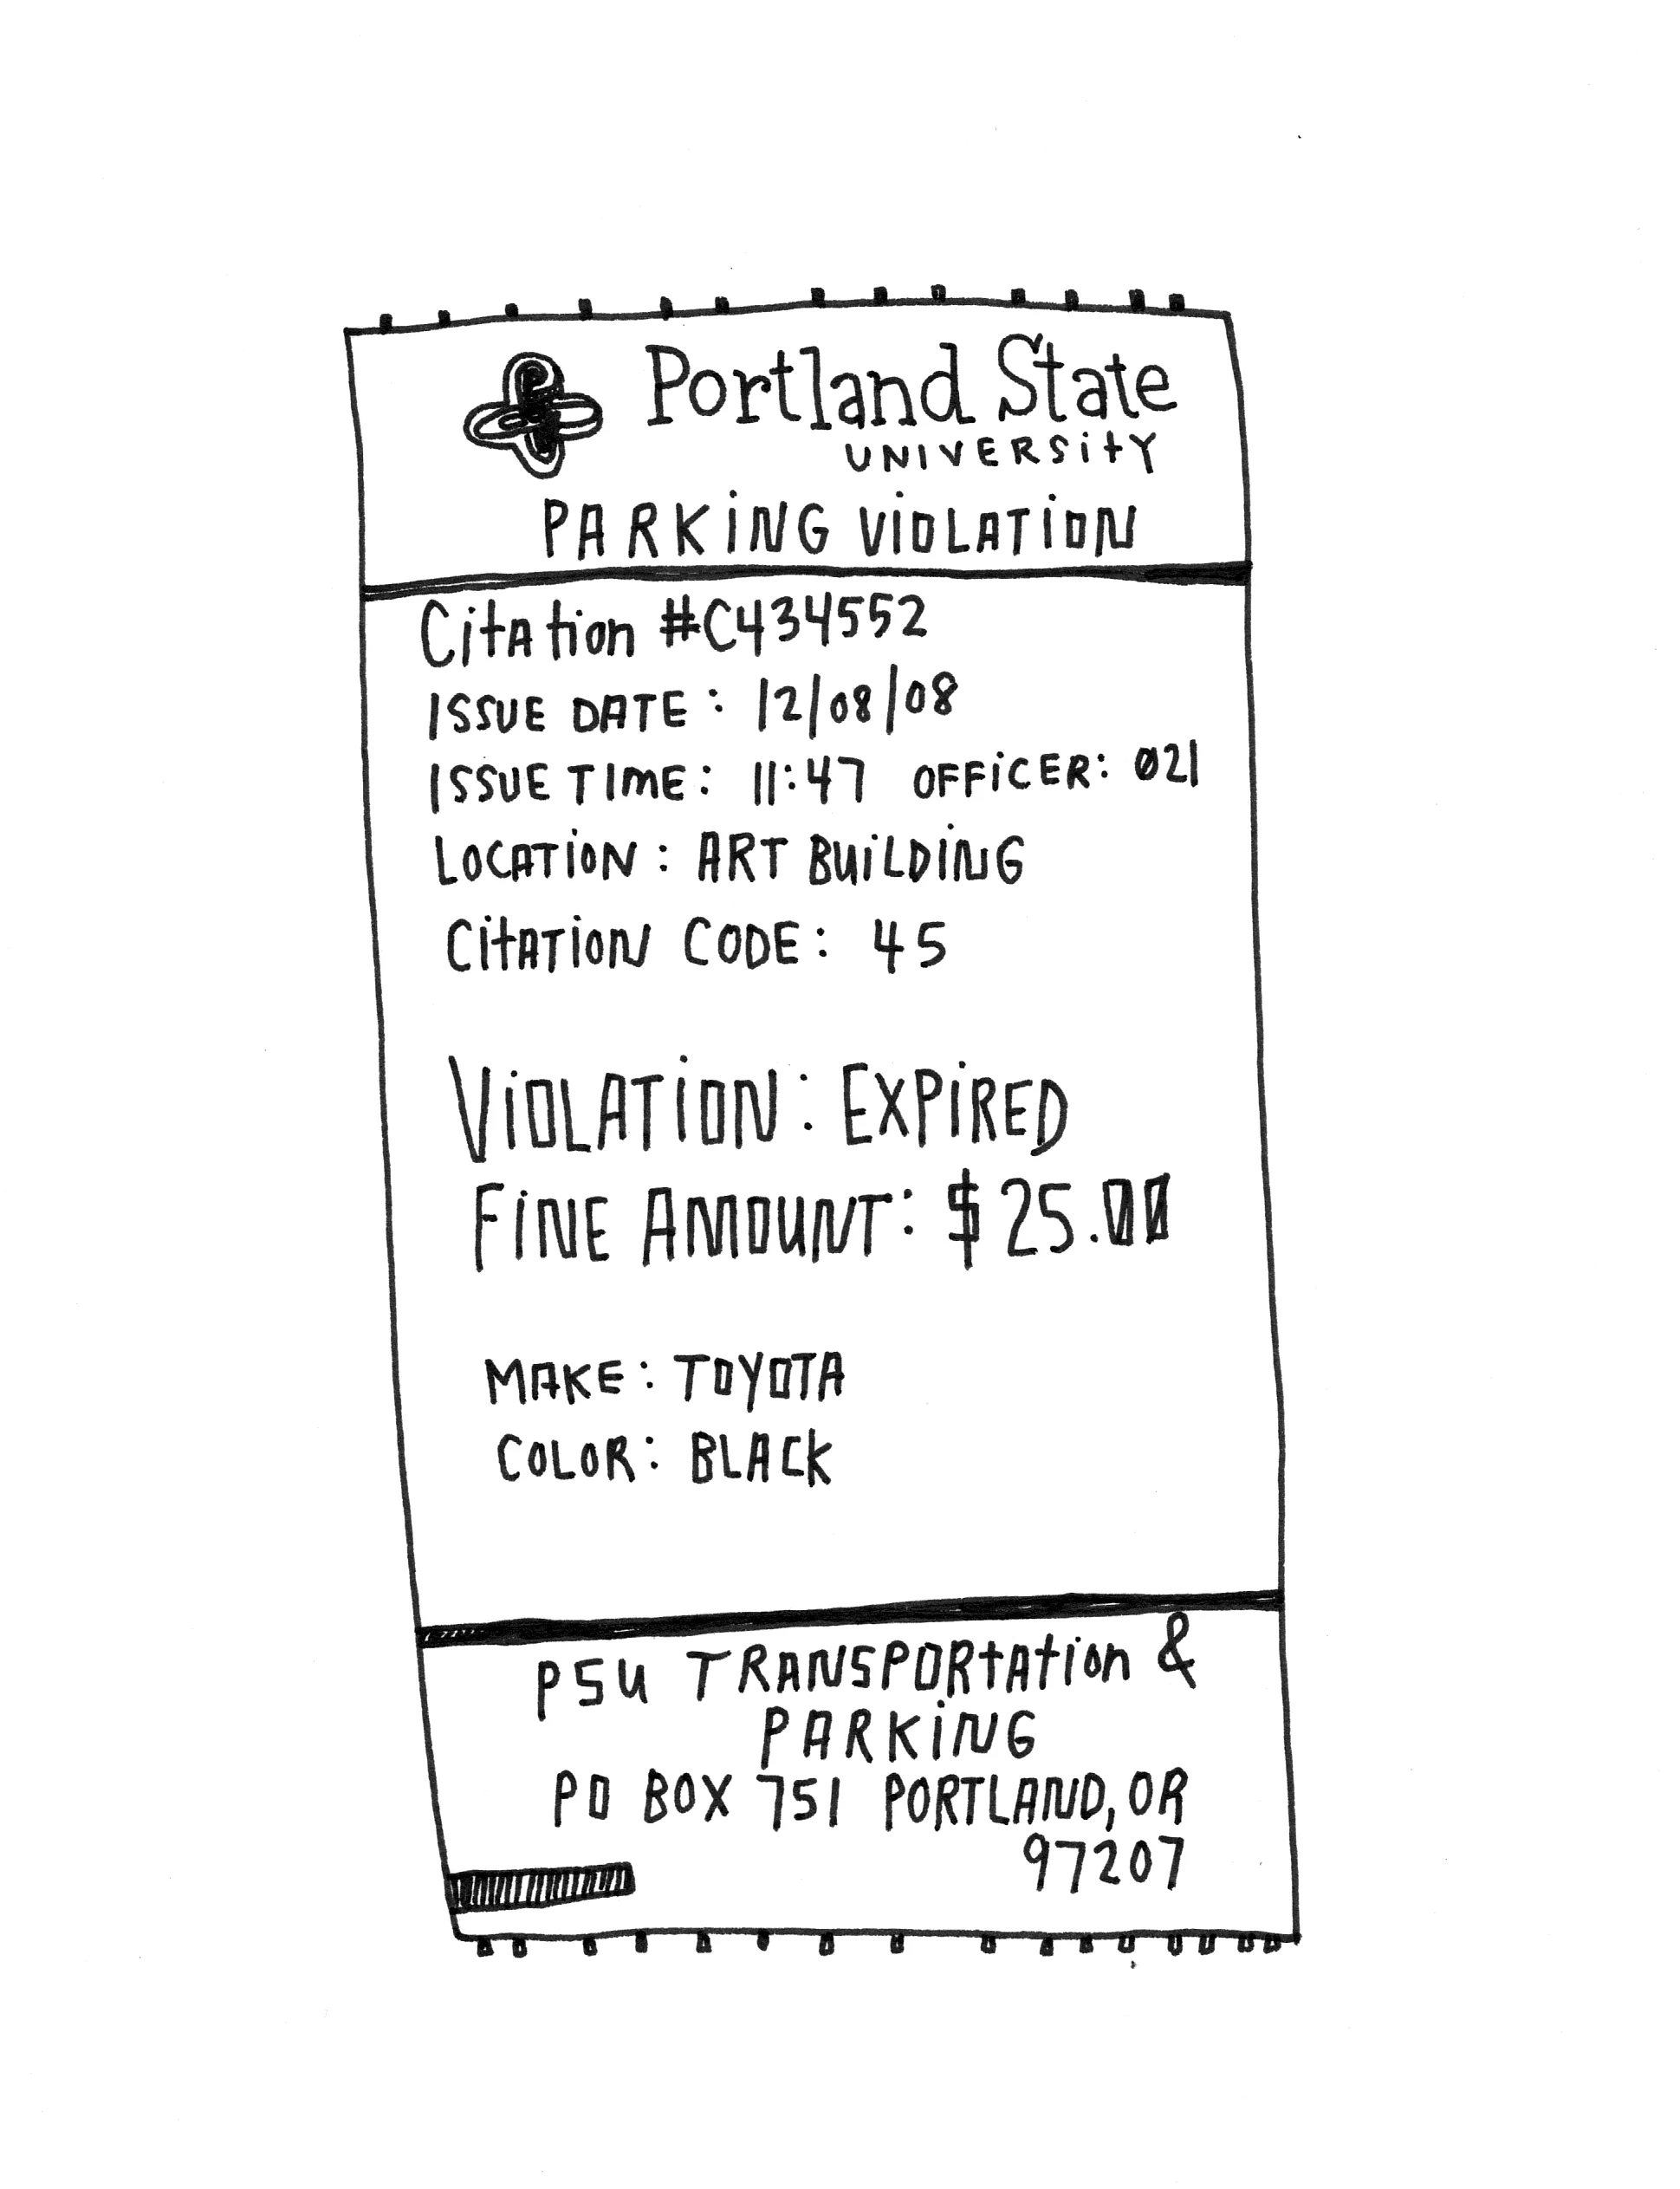 Portland State
UNIVERSITY
PARKING VIOLATION
Citation #C434552
ISSUE DATE: 12/08/08
ISSUE TIME: 11:47 OFFICER: 021
LOCATION: ART BUILDING
CITATION CODE: 45
VIOLATION: EXPIRED
FINE AMOUNT: $25.00
MAKE: TOYOTA
COLOR: BLACK
PSU TRANSPORTATION &
PARKING
PO BOX 751 PORTLAND, OR
97207